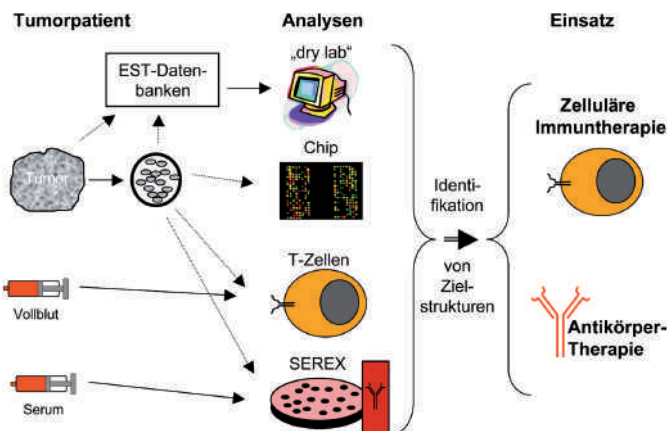 Tumorpatient
Analysen
Einsatz
EST-Daten-
banken
„dry lab“
Tumor
Chip
Vollblut
T-Zellen
Serum
SEREX
Identi-
fikation
von
Ziel-
strukturen
Zelluläre
Immuntherapie
Antikörper-
Therapie